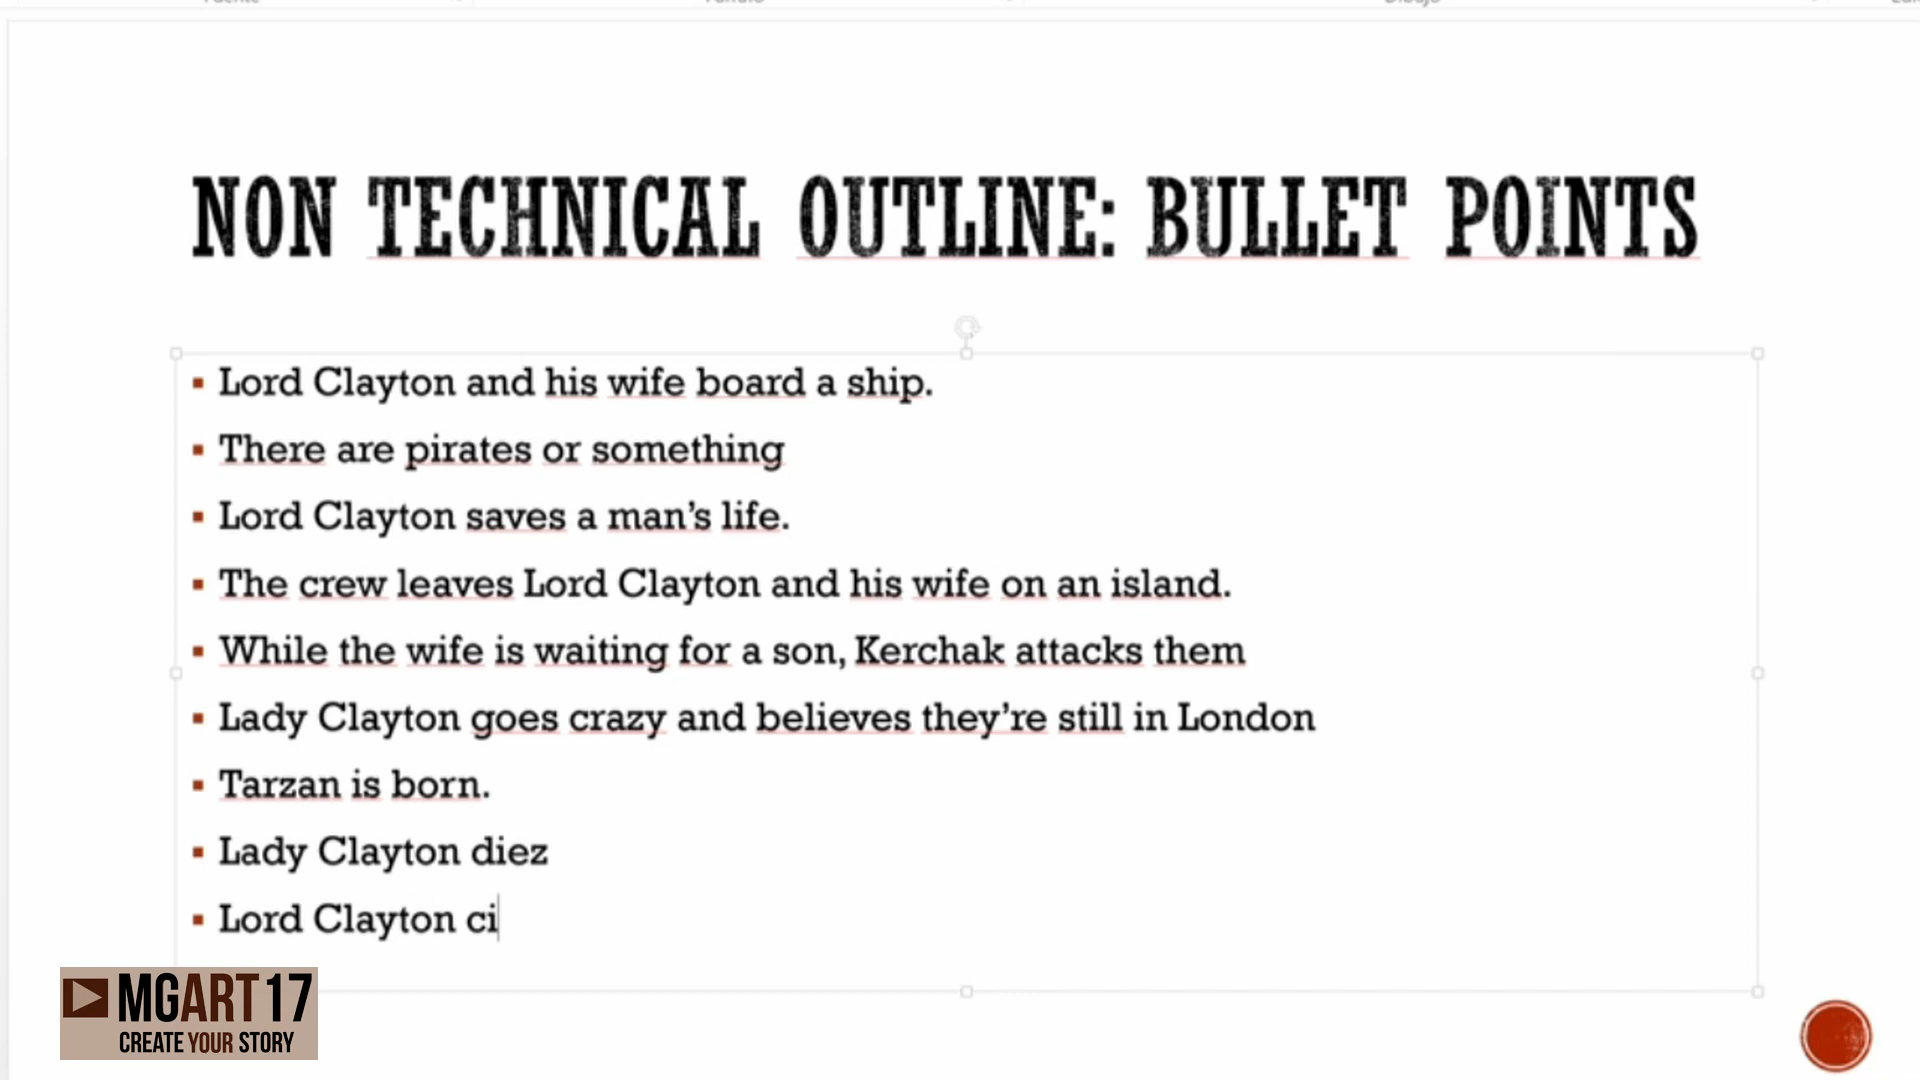 NON TECHNICAL OUTLINE: BULLET POINTS
Lord Clayton and his wife board a ship.
There are pirates or something
Lord Clayton saves a man's life.
The crew leaves Lord Clayton and his wife on an island.
While the wife is waiting for a son, Kerchak attacks them
Lady Clayton goes crazy and believes they're still in London
Tarzan is born.
Lady Clayton diez
Lord Clayton ci
MGART17
CREATE YOUR STORY